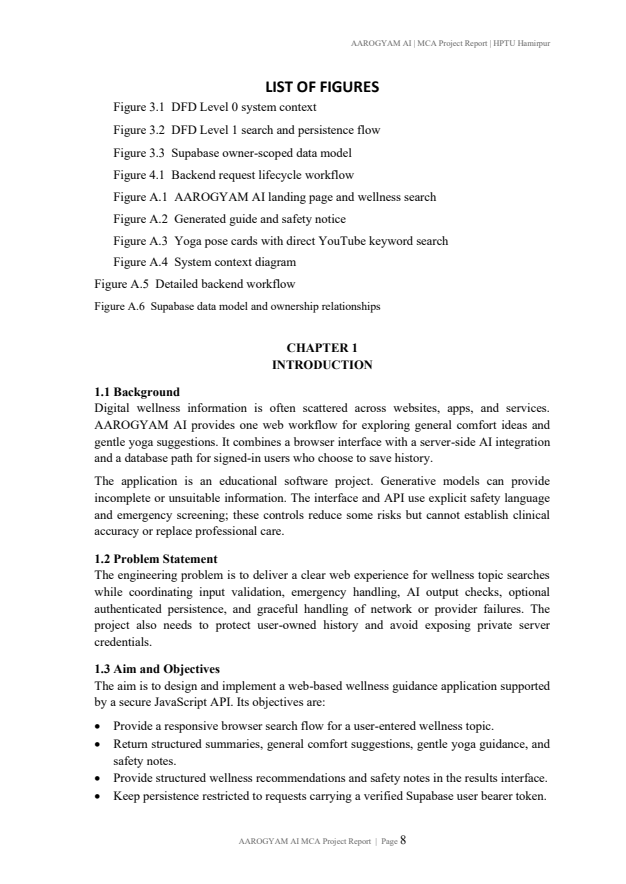 AAROGYAM AI | MCA Project Report | HPTU Hamirpur
LIST OF FIGURES
Figure 3.1 DFD Level 0 system context
Figure 3.2 DFD Level 1 search and persistence flow
Figure 3.3 Supabase owner-scoped data model
Figure 4.1 Backend request lifecycle workflow
Figure A.1 AAROGYAM AI landing page and wellness search
Figure A.2 Generated guide and safety notice
Figure A.3 Yoga pose cards with direct YouTube keyword search
Figure A.4 System context diagram
Figure A.5 Detailed backend workflow
Figure A.6 Supabase data model and ownership relationships
CHAPTER 1
INTRODUCTION
1.1 Background
Digital wellness information is often scattered across websites, apps, and services.
AAROGYAM AI provides one web workflow for exploring general comfort ideas and
gentle yoga suggestions. It combines a browser interface with a server-side AI integration
and a database path for signed-in users who choose to save history.
The application is an educational software project. Generative models can provide
incomplete or unsuitable information. The interface and API use explicit safety language
and emergency screening; these controls reduce some risks but cannot establish clinical
accuracy or replace professional care.
1.2 Problem Statement
The engineering problem is to deliver a clear web experience for wellness topic searches
while coordinating input validation, emergency handling, AI output checks, optional
authenticated persistence, and graceful handling of network or provider failures. The
project also needs to protect user-owned history and avoid exposing private server
credentials.
1.3 Aim and Objectives
The aim is to design and implement a web-based wellness guidance application supported
by a secure JavaScript API. Its objectives are:
• Provide a responsive browser search flow for a user-entered wellness topic.
• Return structured summaries, general comfort suggestions, gentle yoga guidance, and
safety notes.
• Provide structured wellness recommendations and safety notes in the results interface.
• Keep persistence restricted to requests carrying a verified Supabase user bearer token.
AAROGYAM AI MCA Project Report | Page 8